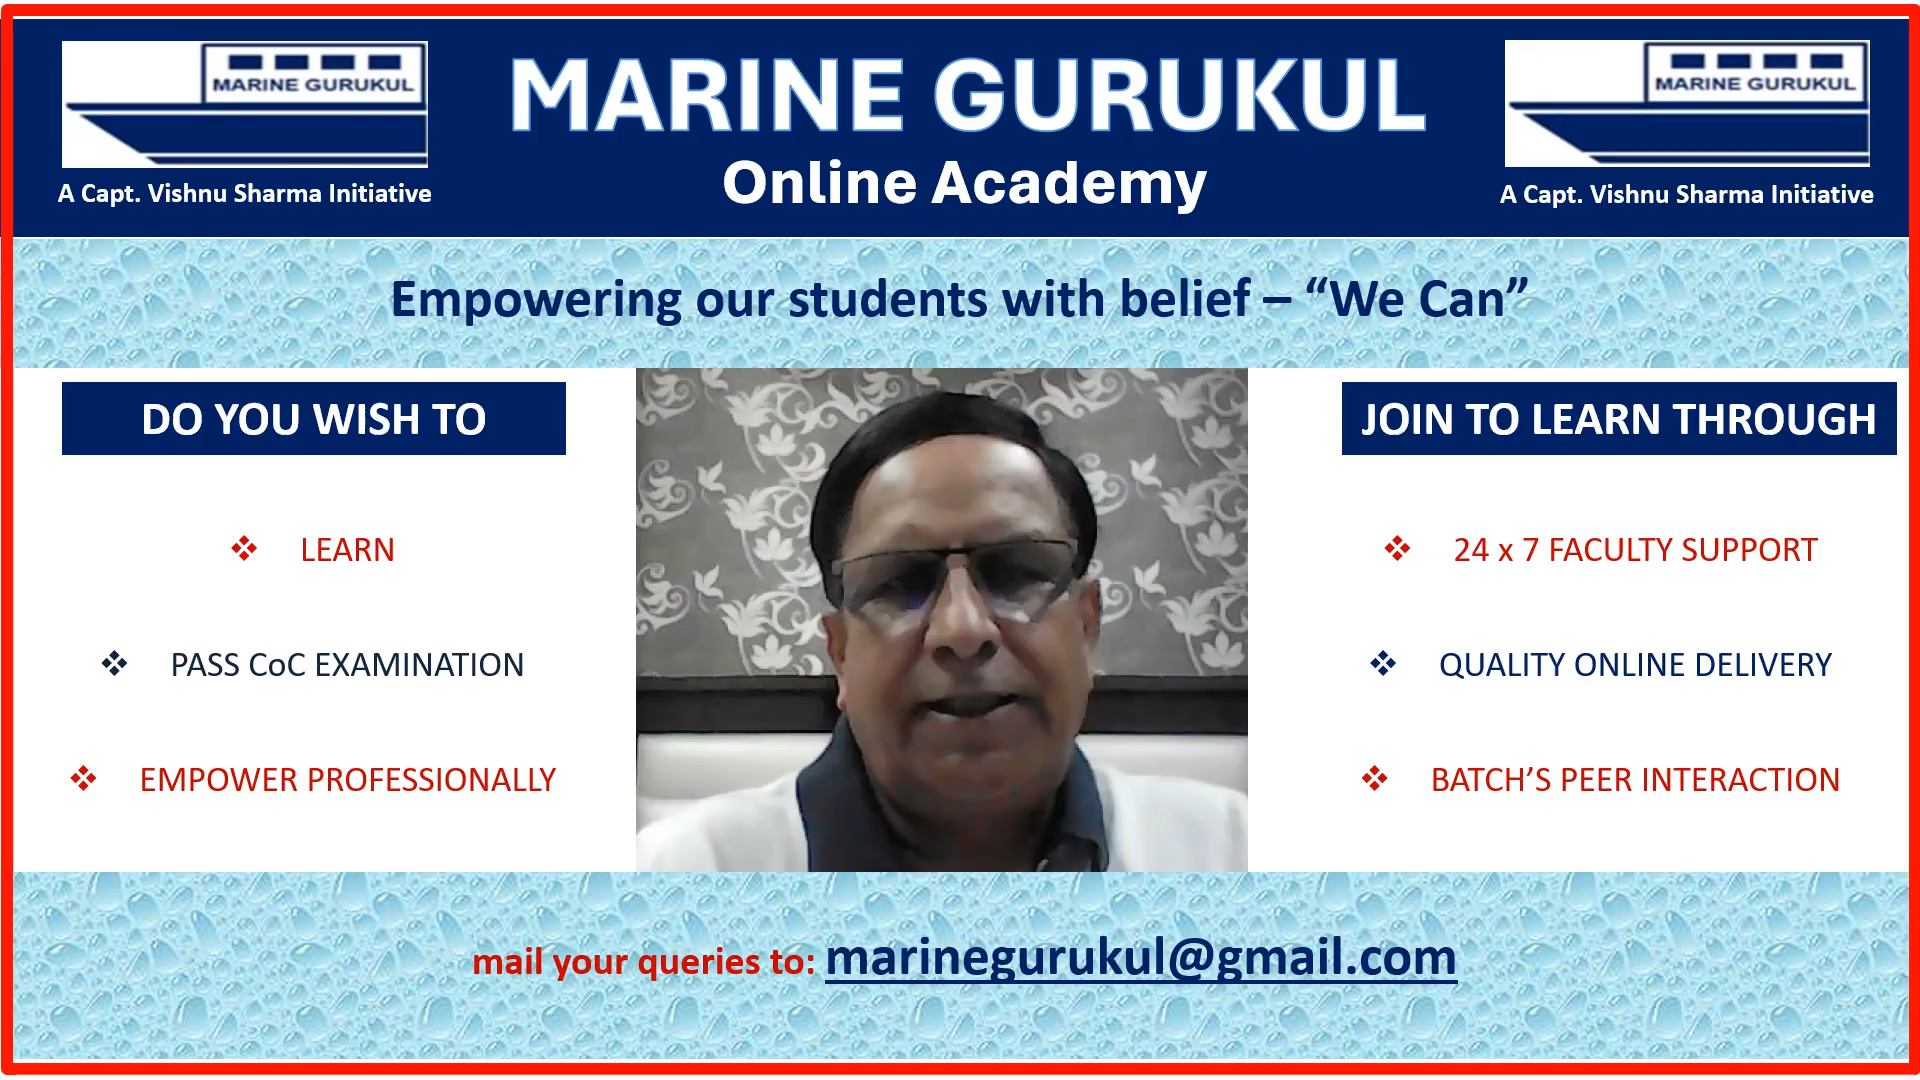 MARINE GURUKUL
A Capt. Vishnu Sharma Initiative
MARINE GURUKUL
Online Academy
MARINE GURUKUL
A Capt. Vishnu Sharma Initiative
Empowering our students with belief – “We Can”
DO YOU WISH TO
❖ LEARN
❖ PASS CoC EXAMINATION
❖ EMPOWER PROFESSIONALLY
JOIN TO LEARN THROUGH
❖ 24 x 7 FACULTY SUPPORT
❖ QUALITY ONLINE DELIVERY
❖ BATCH’S PEER INTERACTION
mail your queries to: marinegurukul@gmail.com